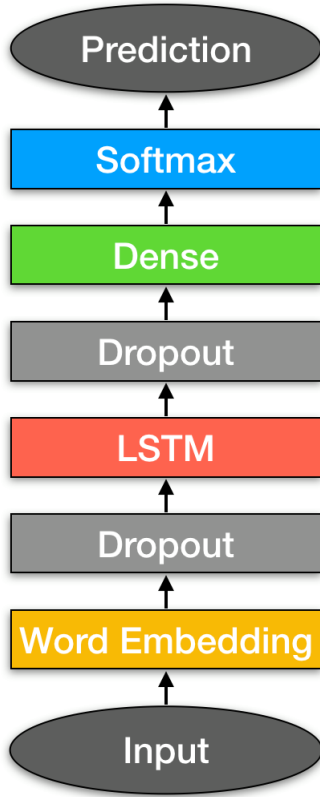 Prediction
Softmax
Dense
Dropout
LSTM
Dropout
Word Embedding
Input